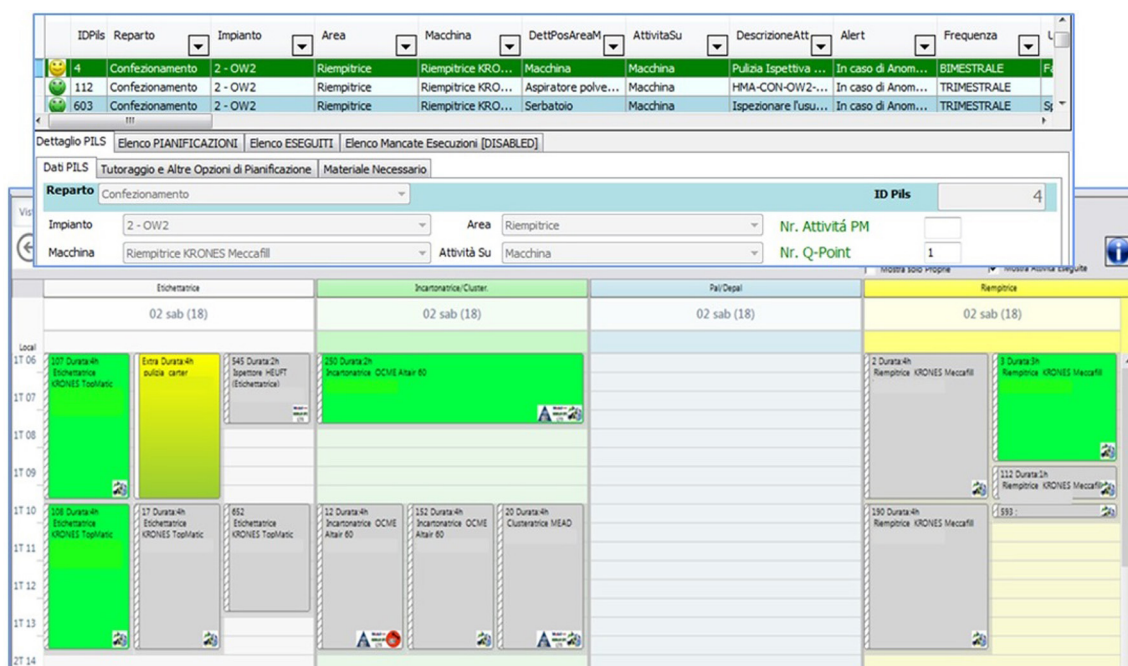 IDPils Reparto Impianto Area Macchina DettPosAreaM AttivitaSu DescrizioneAtt Alert Frequenza
4 Confezionamento 2 - OW2 Riempitrice Riempitrice KRO... Macchina Macchina Pulizia Ispettiva ... In caso di Anom... BIMESTRALE
112 Confezionamento 2 - OW2 Riempitrice Riempitrice KRO... Aspiratore polve... Macchina HMA-CON-OW2-... In caso di Anom... TRIMESTRALE
603 Confezionamento 2 - OW2 Riempitrice Riempitrice KRO... Serbatoio Macchina Ispezionare l'usu... In caso di Anom... TRIMESTRALE
Dettaglio PILS Elenco PIANIFICAZIONI Elenco ESEGUITI Elenco Mancate Esecuzioni [DISABLED]
Dati PILS Tutoraggio e Altre Opzioni di Pianificazione Materiale Necessario
Reparto Confezionamento ID Pils 4
Impianto 2 - OW2 Area Riempitrice Nr. Attivitá PM
Macchina Riempitrice KRONES Meccafill Attività Su Macchina Nr. Q-Point 1
Mostra solo Proprie Mostra Attività Eseguite
Etichettatrice Incartonatrice/Cluster. Pal/Depal Riempitrice
02 sab (18) 02 sab (18) 02 sab (18) 02 sab (18)
Local
1T 06
107 Durata:4h
Etichettatrice
KRONES TopMatic
Extra Durata:4h
pulizia carter
545 Durata:2h
Ispettore HEUFT
(Etichettatrice)
250 Durata:2h
Incartonatrice OCME Altair 60
2 Durata:4h
Riempitrice KRONES Meccafill
3 Durata:3h
Riempitrice KRONES Meccafill
1T 07
1T 08
1T 09
112 Durata:1h
Riempitrice KRONES Meccafill
1T 10
108 Durata:4h
Etichettatrice
KRONES TopMatic
17 Durata:4h
Etichettatrice
KRONES TopMatic
652
Etichettatrice
KRONES TopMatic
12 Durata:4h
Incartonatrice OCME
Altair 60
152 Durata:4h
Incartonatrice OCME
Altair 60
20 Durata:4h
Clusteratrice MEAD
190 Durata:4h
Riempitrice KRONES Meccafill
593 :
1T 11
1T 12
1T 13
2T 14